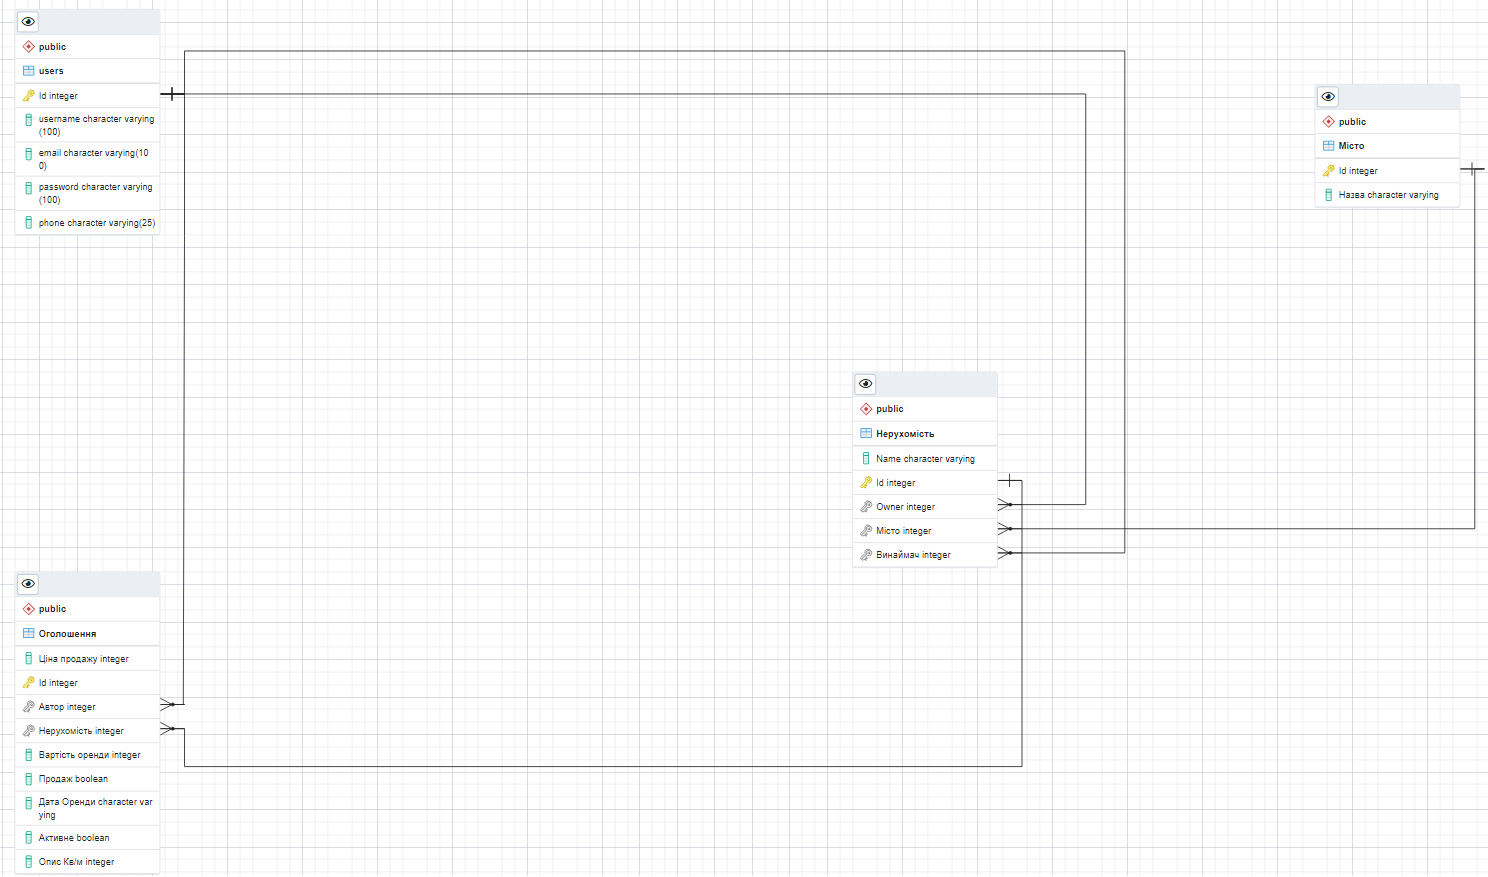 public
users
Id integer
username character varying
(100)
email character varying(10
0)
password character varying
(100)
phone character varying(25)
public
Місто
Id integer
Назва character varying
public
Нерухомість
Name character varying
Id integer
Owner integer
Місто integer
Винаймач integer
public
Оголошення
Ціна продажу integer
Id integer
Автор integer
Нерухомість integer
Вартість оренди integer
Продаж boolean
Дата Оренди character var
ying
Активне boolean
Опис Кв/м integer